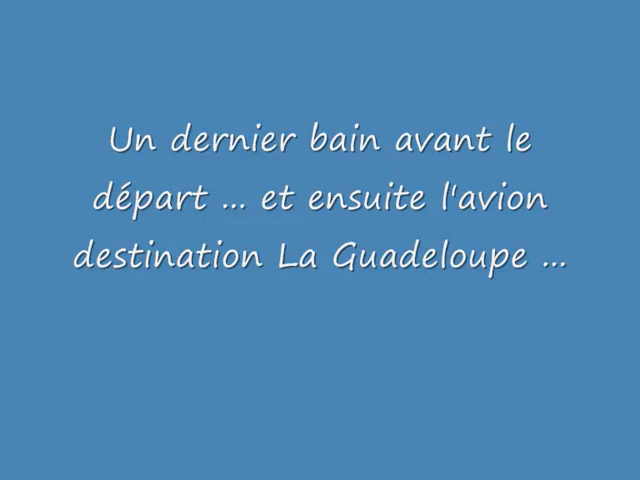 Un dernier bain avant le
départ ... et ensuite l'avion
destination La Guadeloupe ...